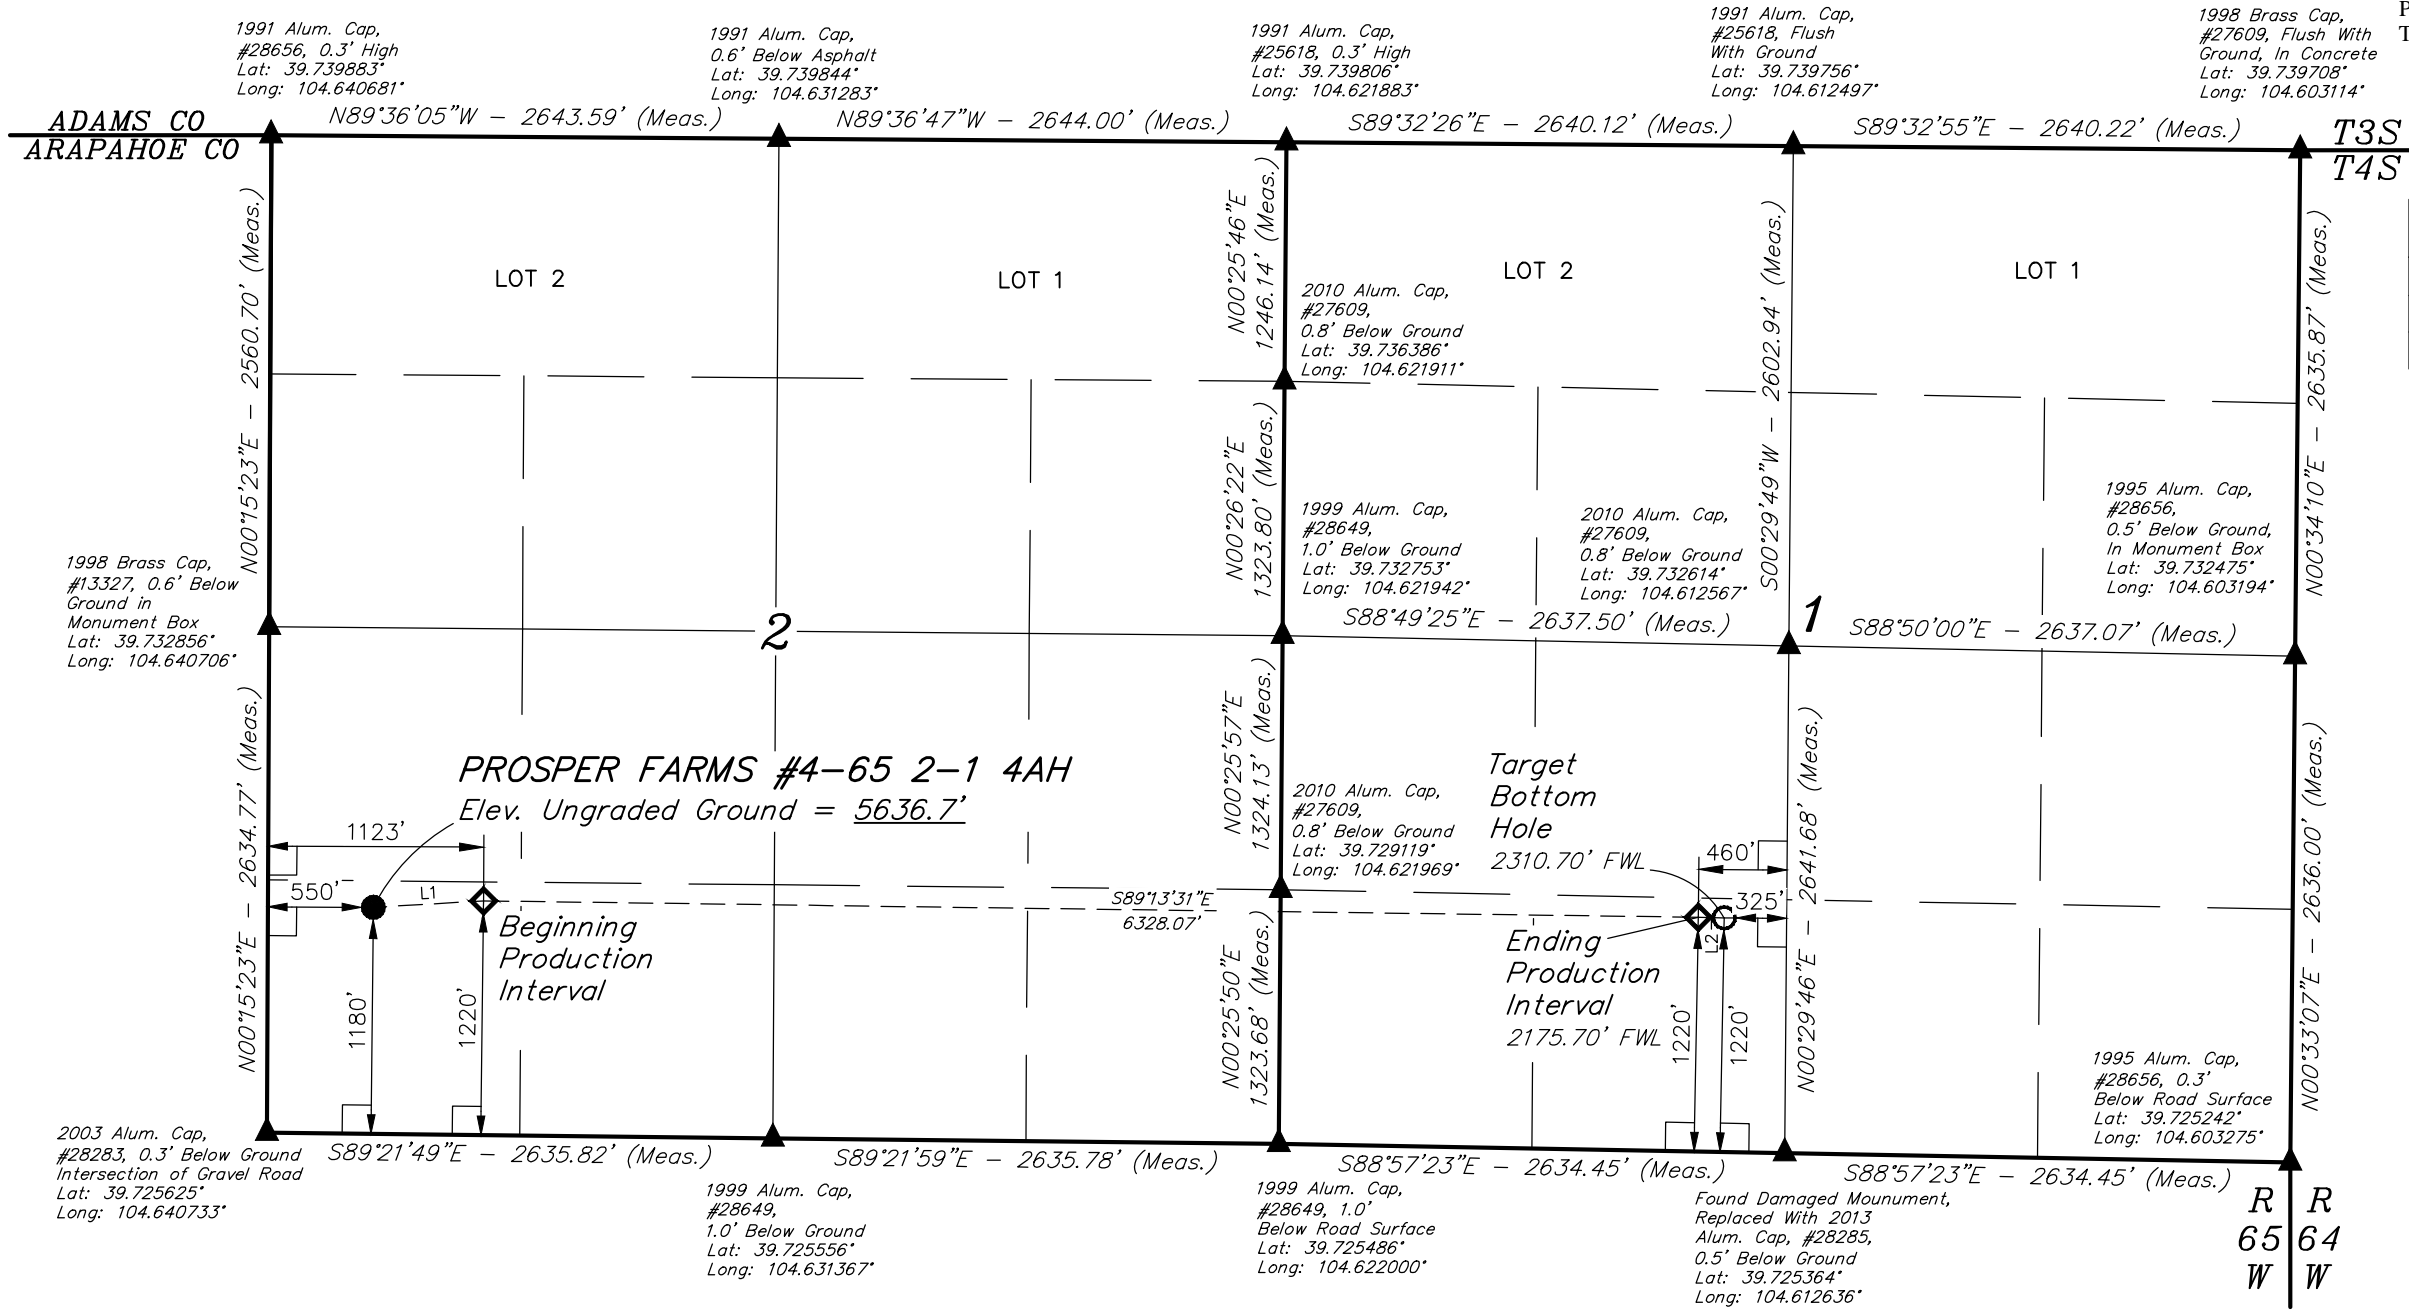 1991 Alum. Cap,
#28656, 0.3' High
Lat: 39.739883°
Long: 104.640681°
1991 Alum. Cap,
0.6' Below Asphalt
Lat: 39.739844°
Long: 104.631283°
1991 Alum. Cap,
#25618, 0.3' High
Lat: 39.739806°
Long: 104.621883°
1991 Alum. Cap,
#25618, Flush
With Ground
Lat: 39.739756°
Long: 104.612497°
1998 Brass Cap,
#27609, Flush With
Ground, In Concrete
Lat: 39.739708°
Long: 104.603114°
P
T
ADAMS CO
ARAPAHOE CO
N89°36'05"W - 2643.59' (Meas.)
N89°36'47"W - 2644.00' (Meas.)
S89°32'26"E - 2640.12' (Meas.)
S89°32'55"E - 2640.22' (Meas.)
T3S
T4S
N00°15'23"E - 2560.70' (Meas.)
LOT 2
LOT 1
N00°25'46"E
1246.14' (Meas.)
LOT 2
S00°29'49"W - 2602.94' (Meas.)
LOT 1
N00°34'10"E - 2635.87' (Meas.)
2010 Alum. Cap,
#27609,
0.8' Below Ground
Lat: 39.736386°
Long: 104.621911°
N00°26'22"E
1323.80' (Meas.)
1999 Alum. Cap,
#28649,
1.0' Below Ground
Lat: 39.732753°
Long: 104.621942°
2010 Alum. Cap,
#27609,
0.8' Below Ground
Lat: 39.732614°
Long: 104.612567°
1995 Alum. Cap,
#28656,
0.5' Below Ground,
In Monument Box
Lat: 39.732475°
Long: 104.603194°
1998 Brass Cap,
#13327, 0.6' Below
Ground in
Monument Box
Lat: 39.732856°
Long: 104.640706°
2
S88°49'25"E - 2637.50' (Meas.)
1
S88°50'00"E - 2637.07' (Meas.)
N00°15'23"E - 2634.77' (Meas.)
PROSPER FARMS #4-65 2-1 4AH
Elev. Ungraded Ground = 5636.7'
1123'
550'
L1
Beginning
Production
Interval
1180'
1220'
N00°25'57"E
1324.13' (Meas.)
2010 Alum. Cap,
#27609,
0.8' Below Ground
Lat: 39.729119°
Long: 104.621969°
S89°13'31"E
6328.07'
Target
Bottom
Hole
2310.70' FWL
460'
325'
L2
Ending
Production
Interval
2175.70' FWL
1220'
1220'
N00°25'50"E
1323.68' (Meas.)
N00°29'46"E - 2641.68' (Meas.)
N00°33'07"E - 2636.00' (Meas.)
1995 Alum. Cap,
#28656, 0.3'
Below Road Surface
Lat: 39.725242°
Long: 104.603275°
2003 Alum. Cap,
#28283, 0.3' Below Ground
Intersection of Gravel Road
Lat: 39.725625°
Long: 104.640733°
S89°21'49"E - 2635.82' (Meas.)
S89°21'59"E - 2635.78' (Meas.)
S88°57'23"E - 2634.45' (Meas.)
S88°57'23"E - 2634.45' (Meas.)
1999 Alum. Cap,
#28649,
1.0' Below Ground
Lat: 39.725556°
Long: 104.631367°
1999 Alum. Cap,
#28649, 1.0'
Below Road Surface
Lat: 39.725486°
Long: 104.622000°
Found Damaged Mounument,
Replaced With 2013
Alum. Cap, #28285,
0.5' Below Ground
Lat: 39.725364°
Long: 104.612636°
R R
65 64
W W